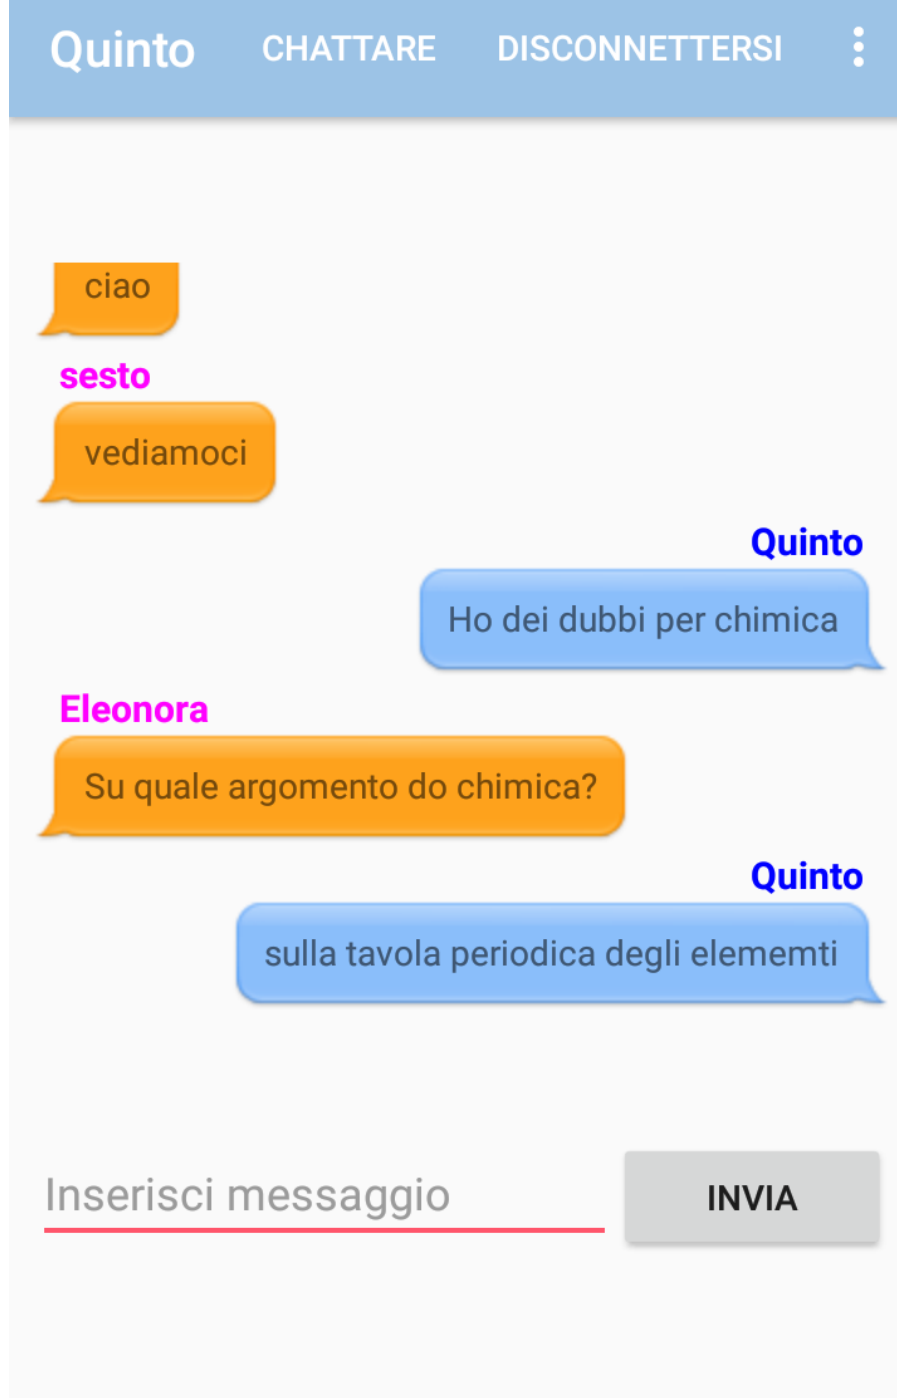 Quinto CHATTARE DISCONNETTERSI
ciao
sesto
vediamoci
Quinto
Ho dei dubbi per chimica
Eleonora
Su quale argomento do chimica?
Quinto
sulla tavola periodica degli elememti
Inserisci messaggio INVIA